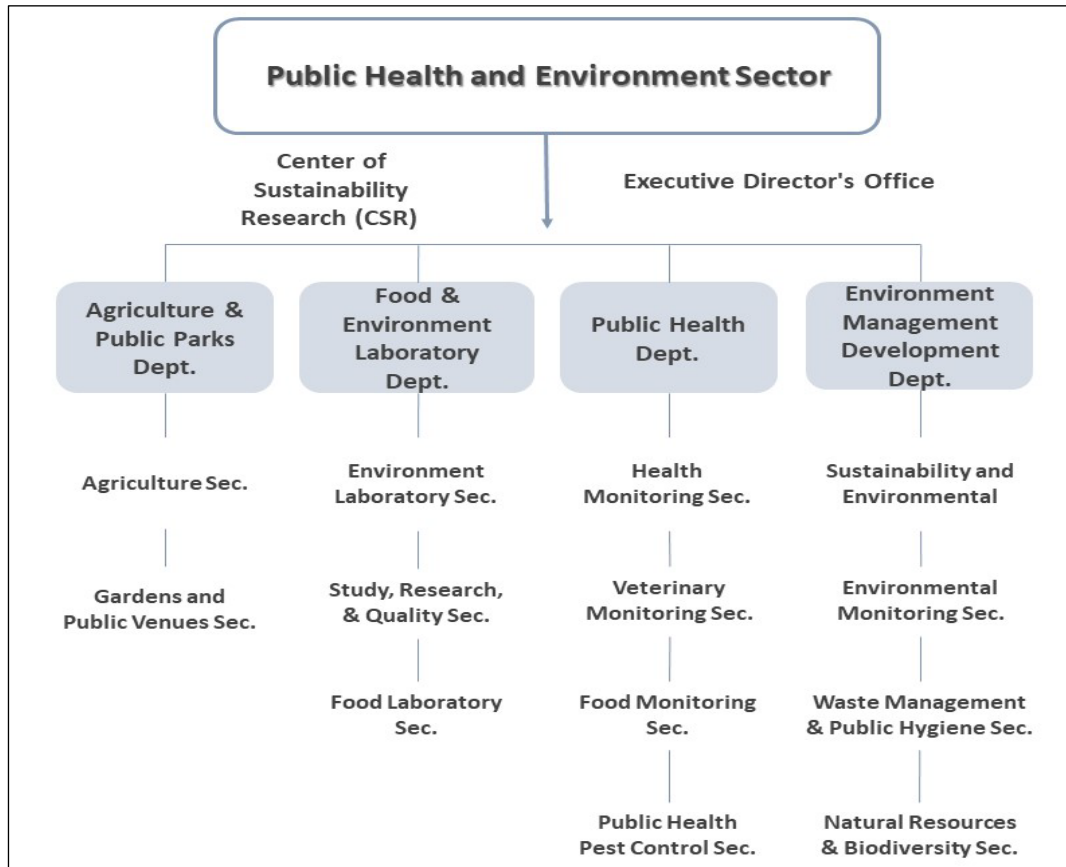 Public Health and Environment Sector
Center of
Sustainability
Research (CSR)
Executive Director's Office
Agriculture &
Public Parks
Dept.
Food &
Environment
Laboratory
Dept.
Public Health
Dept.
Environment
Management
Development
Dept.
Agriculture Sec.
Gardens and
Public Venues Sec.
Environment
Laboratory Sec.
Study, Research,
& Quality Sec.
Food Laboratory
Sec.
Health
Monitoring Sec.
Veterinary
Monitoring Sec.
Food Monitoring
Sec.
Public Health
Pest Control Sec.
Sustainability and
Environmental
Environmental
Monitoring Sec.
Waste Management
& Public Hygiene Sec.
Natural Resources
& Biodiversity Sec.